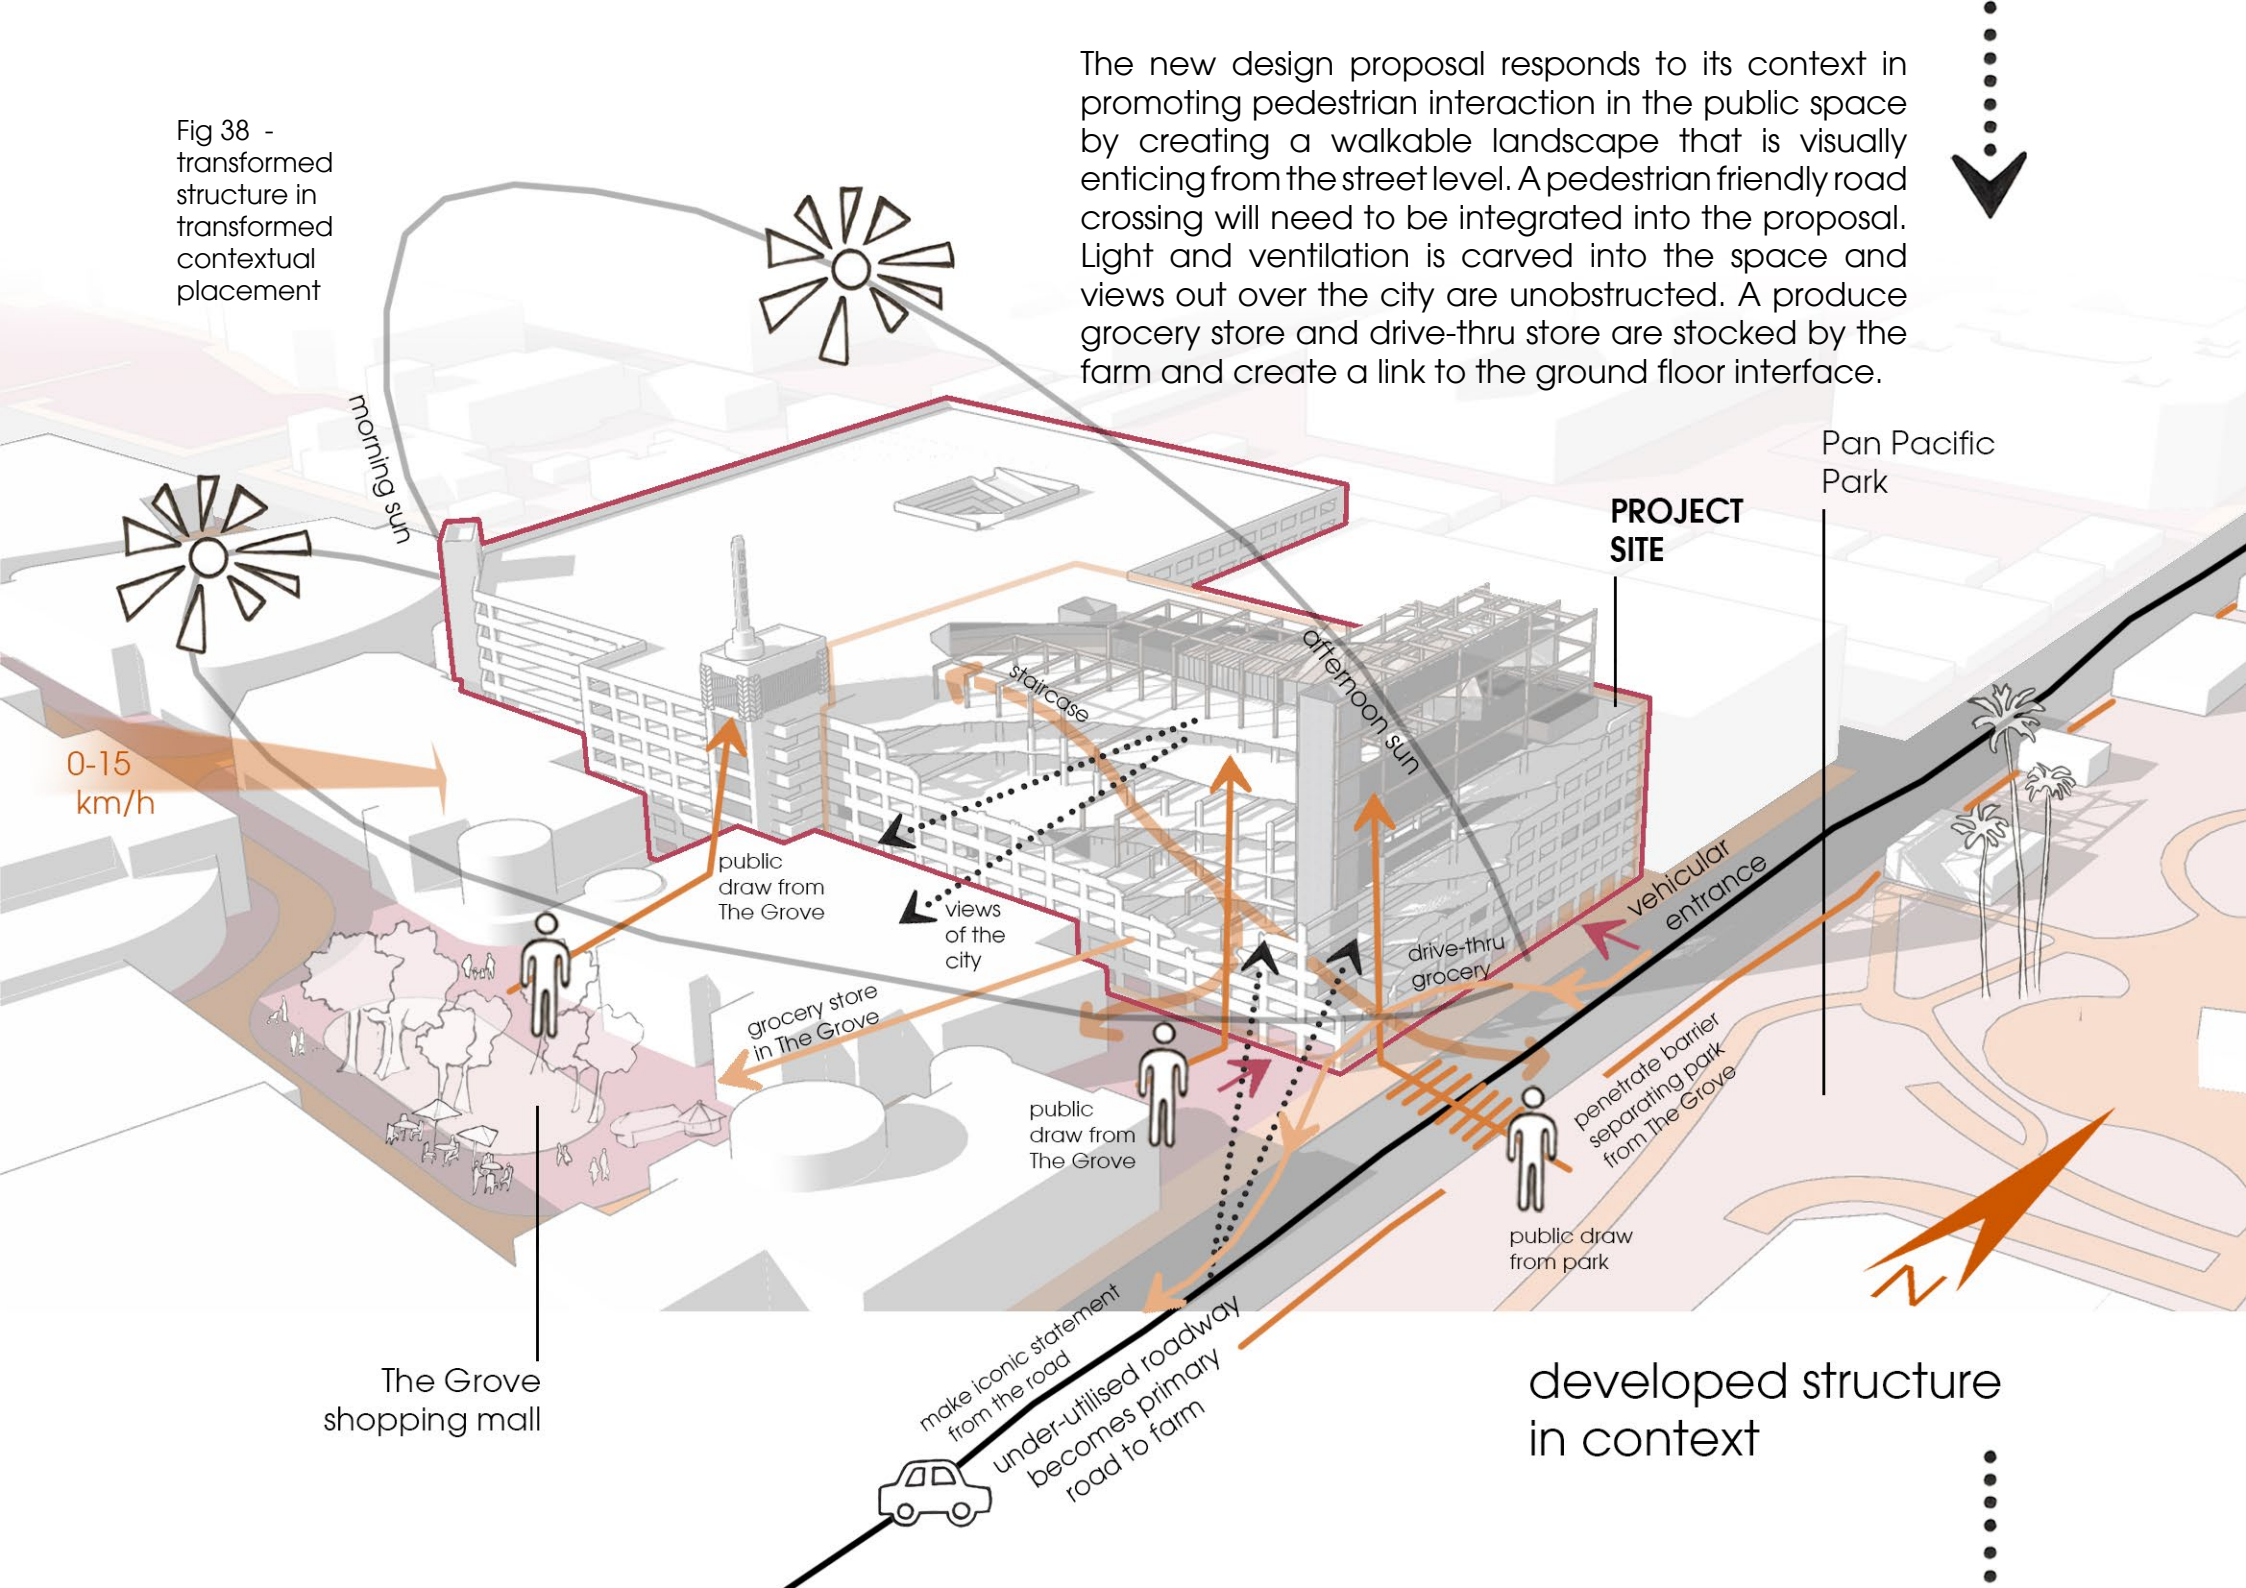 Fig 38 -
transformed
structure in
transformed
contextual
placement
The new design proposal responds to its context in
promoting pedestrian interaction in the public space
by creating a walkable landscape that is visually
enticing from the street level. A pedestrian friendly road
crossing will need to be integrated into the proposal.
Light and ventilation is carved into the space and
views out over the city are unobstructed. A produce
grocery store and drive-thru store are stocked by the
farm and create a link to the ground floor interface.
morning sun
Pan Pacific
Park
PROJECT
SITE
afternoon sun
staircase
0-15
km/h
public
draw from
The Grove
views
of the
city
vehicular
entrance
drive-thru
grocery
grocery store
in The Grove
penetrate barrier
separating park
from The Grove
public
draw from
The Grove
public draw
from park
N
make iconic statement
from the road
under-utilised roadway
becomes primary
road to farm
The Grove
shopping mall
developed structure
in context